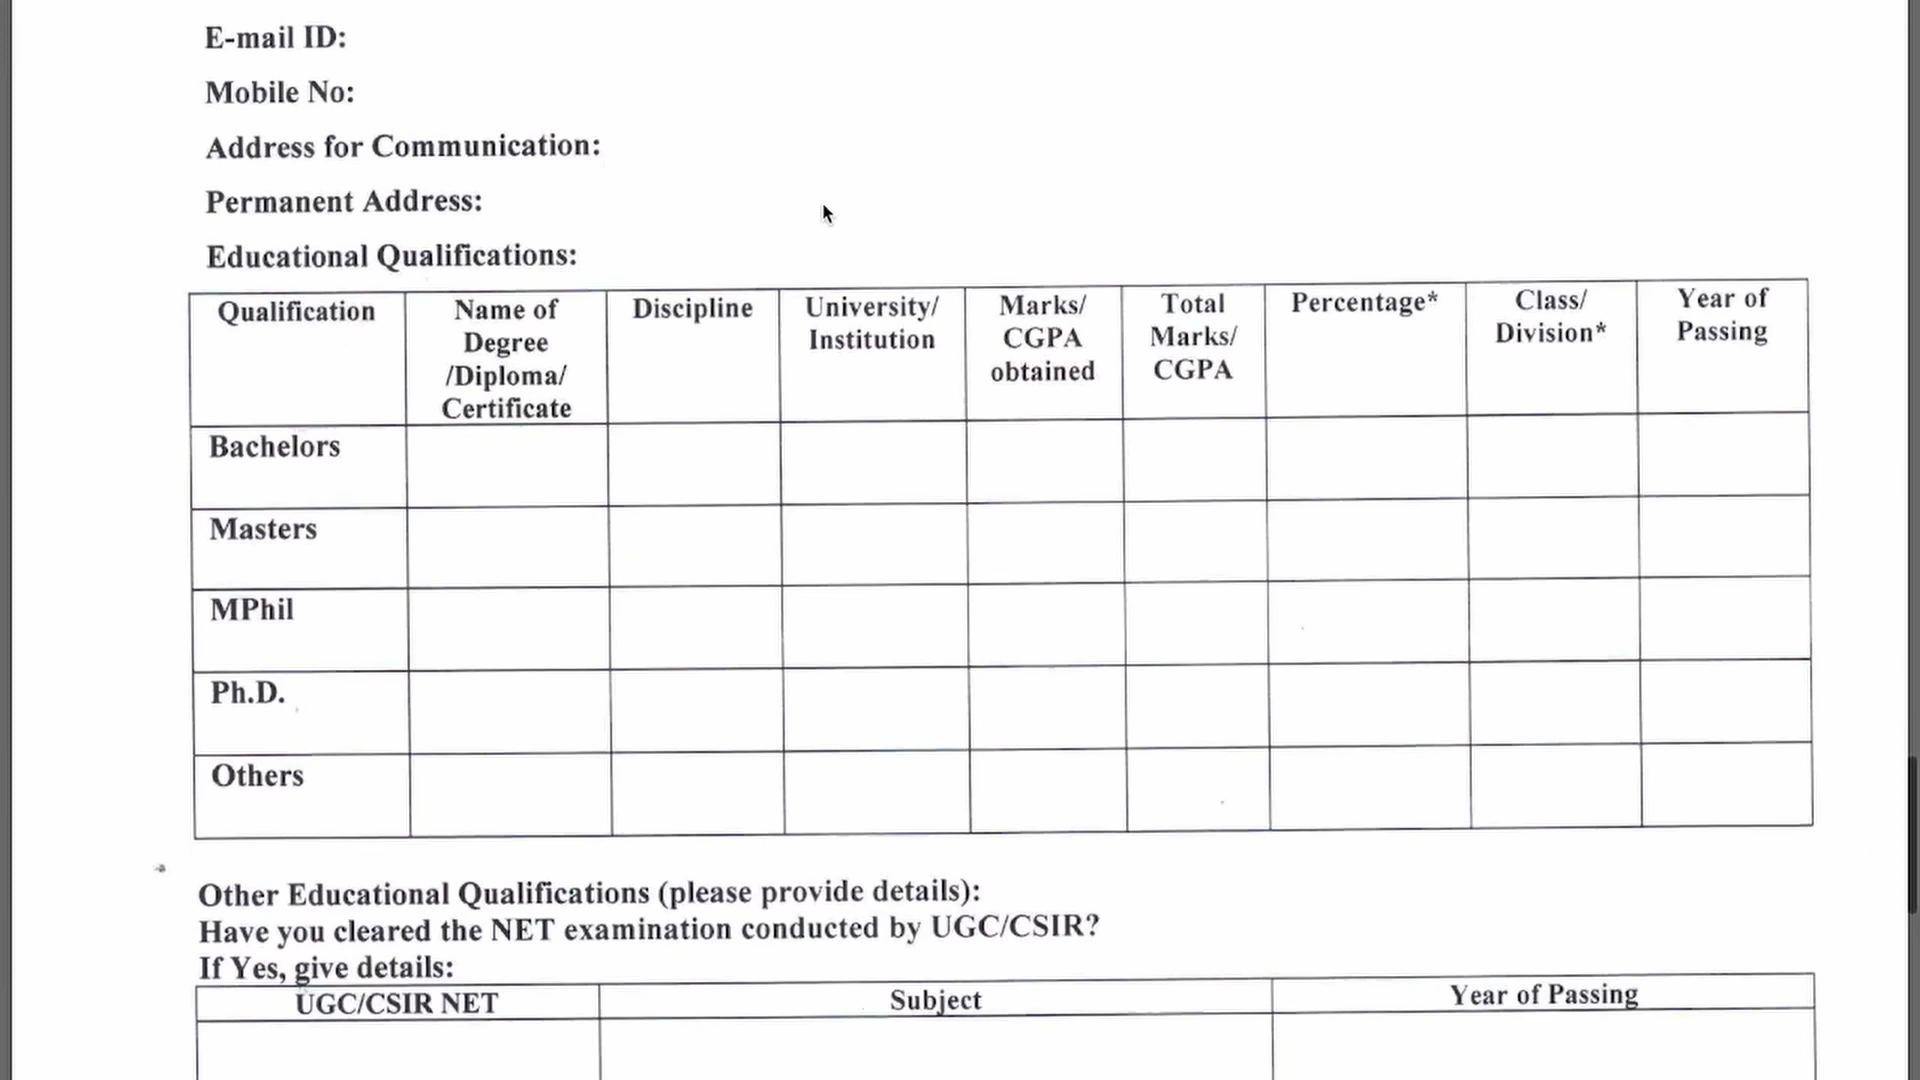 E-mail ID:
Mobile No:
Address for Communication:
Permanent Address:
Educational Qualifications:
Qualification
Name of
Degree
/Diploma/
Certificate
Discipline
University/
Institution
Marks/
CGPA
obtained
Total
Marks/
CGPA
Percentage*
Class/
Division*
Year of
Passing
Bachelors
Masters
MPhil
Ph.D.
Others
Other Educational Qualifications (please provide details):
Have you cleared the NET examination conducted by UGC/CSIR?
If Yes, give details:
UGC/CSIR NET
Subject
Year of Passing